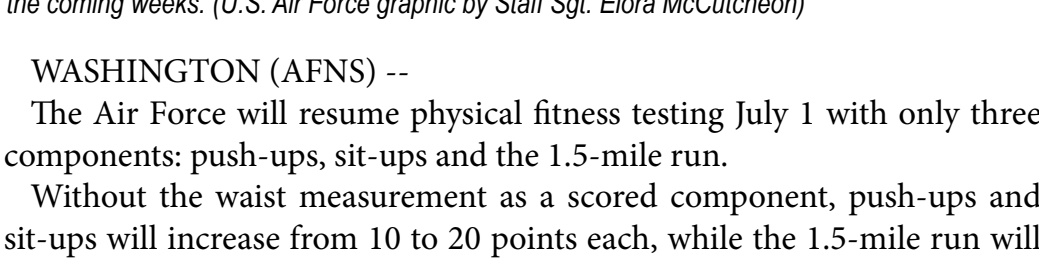 the coming weeks. (U.S. Air Force graphic by Staff Sgt. Elora McCutcheon)
WASHINGTON (AFNS) --
The Air Force will resume physical fitness testing July 1 with only three
components: push-ups, sit-ups and the 1.5-mile run.
Without the waist measurement as a scored component, push-ups and
sit-ups will increase from 10 to 20 points each, while the 1.5-mile run will